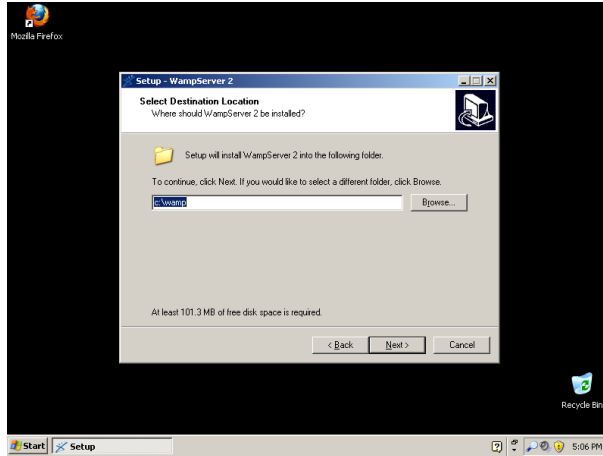 Mozilla Firefox
Setup - WampServer 2
Select Destination Location
Where should WampServer 2 be installed?
Setup will install WampServer 2 into the following folder.
To continue, click Next. If you would like to select a different folder, click Browse.
c:\wamp
Browse...
At least 101.3 MB of free disk space is required.
< Back Next > Cancel
Recycle Bin
Start Setup 5:06 PM